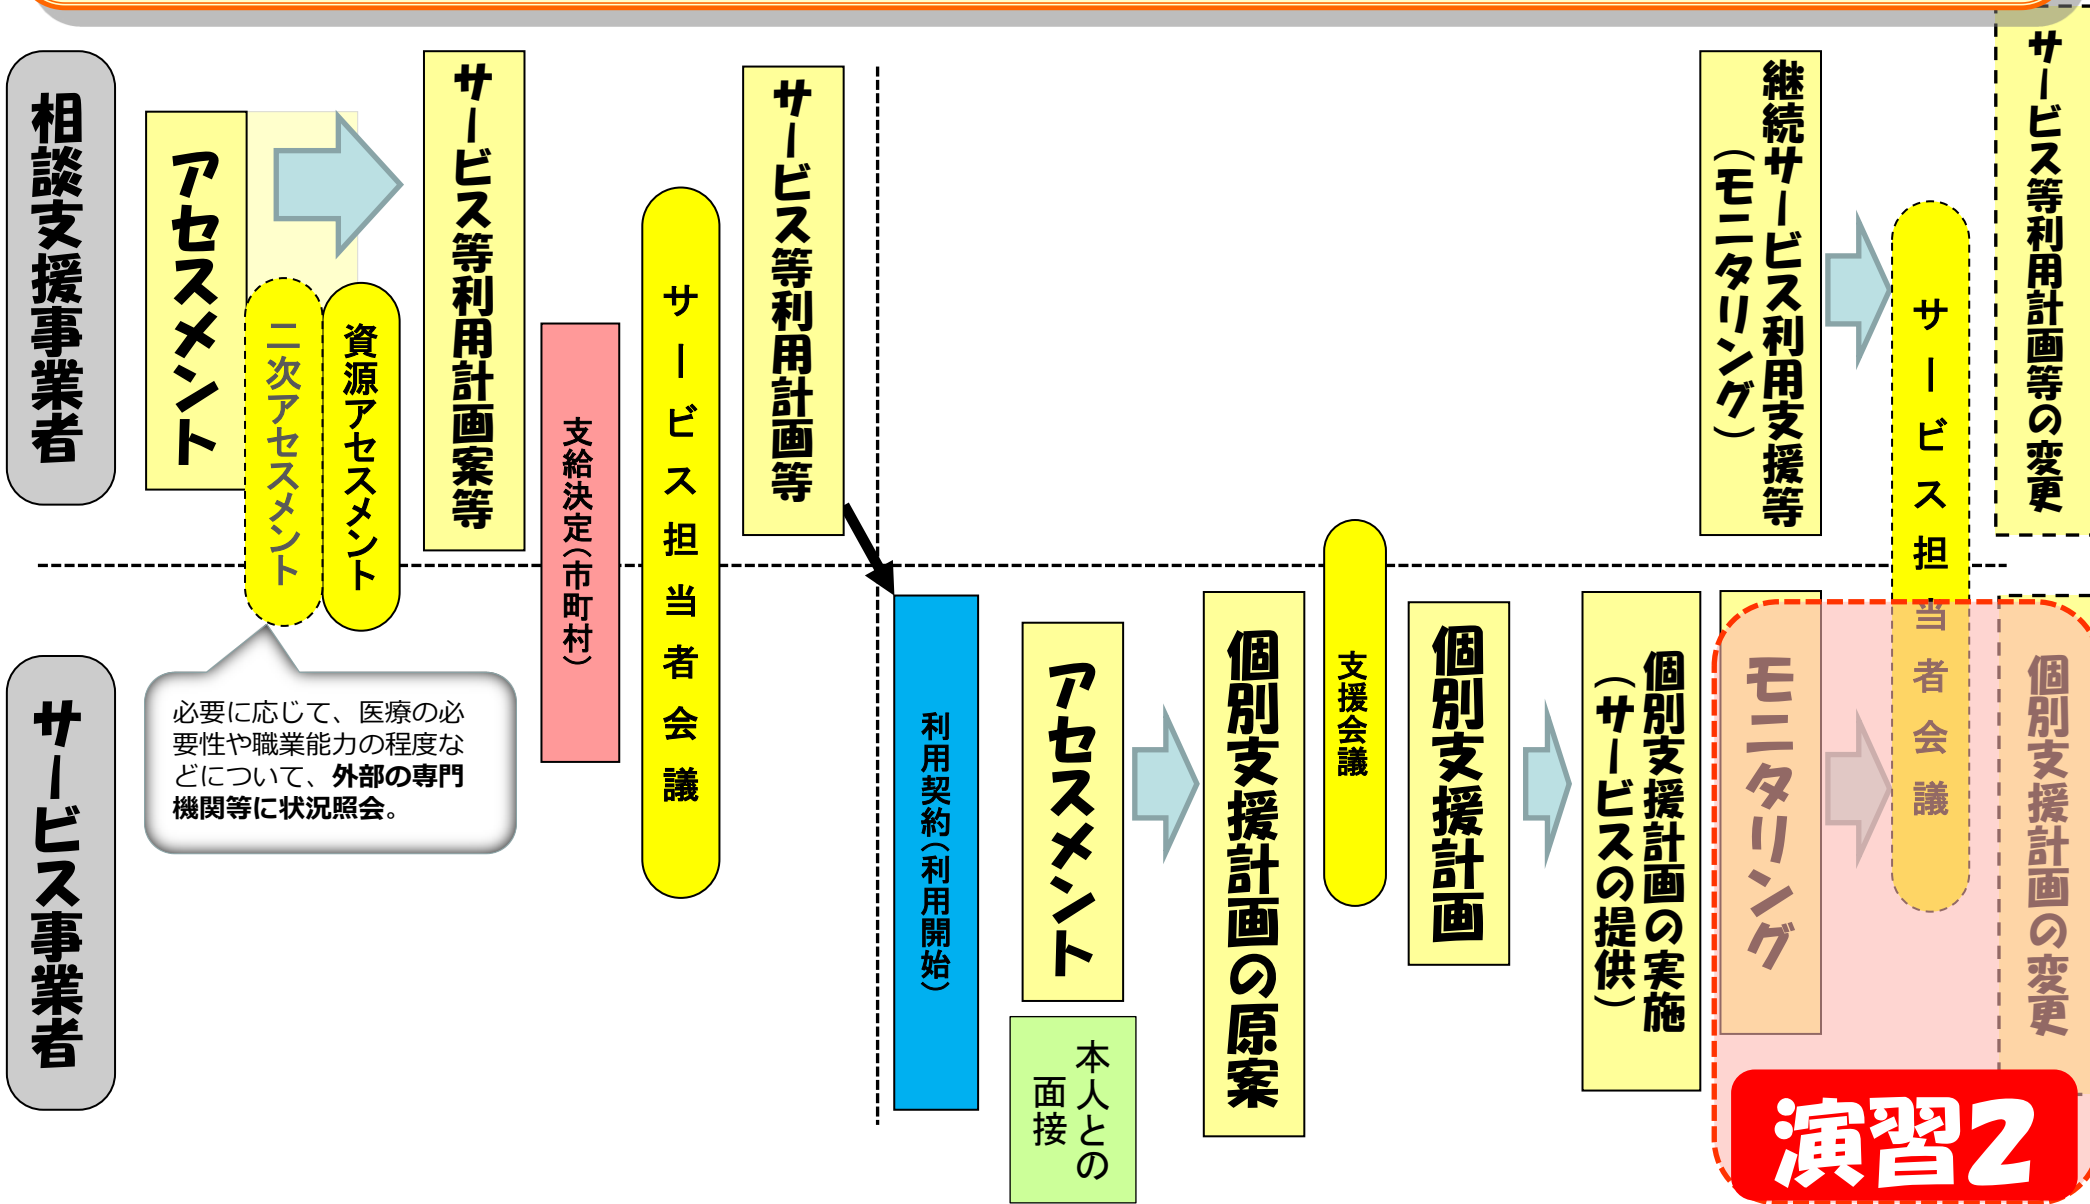 相談支援事業者
アセスメント
二次アセスメント
資源アセスメント
サービス等利用計画案等
支給決定（市町村）
サービス担当者会議
サービス等利用計画等
継続サービス利用支援等
（モニタリング）
サービス担当者会議
サービス等利用計画等の変更
サービス事業者
必要に応じて、医療の必
要性や職業能力の程度な
どについて、外部の専門
機関等に状況照会。
利用契約（利用開始）
アセスメント
本人との
面接
個別支援計画の原案
支援会議
個別支援計画
個別支援計画の実施
（サービスの提供）
モニタリング
個別支援計画の変更
演習2